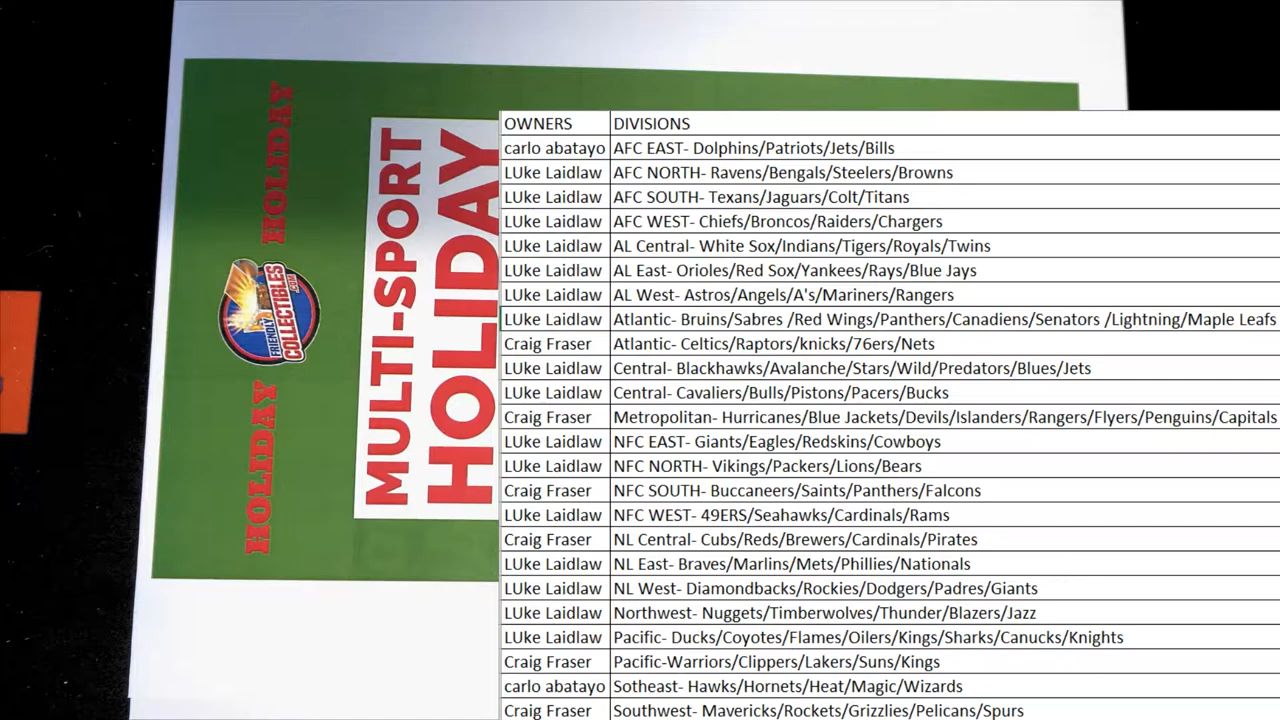 HOLIDAY
FRIENDLY
COLLECTIBLES
.COM
HOLIDAY
MULTI-SPORT
HOLIDAY
OWNERS DIVISIONS
carlo abatayo AFC EAST- Dolphins/Patriots/Jets/Bills
LUke Laidlaw AFC NORTH- Ravens/Bengals/Steelers/Browns
LUke Laidlaw AFC SOUTH- Texans/Jaguars/Colt/Titans
LUke Laidlaw AFC WEST- Chiefs/Broncos/Raiders/Chargers
LUke Laidlaw AL Central- White Sox/Indians/Tigers/Royals/Twins
LUke Laidlaw AL East- Orioles/Red Sox/Yankees/Rays/Blue Jays
LUke Laidlaw AL West- Astros/Angels/A's/Mariners/Rangers
LUke Laidlaw Atlantic- Bruins/Sabres /Red Wings/Panthers/Canadiens/Senators /Lightning/Maple Leafs
Craig Fraser Atlantic- Celtics/Raptors/knicks/76ers/Nets
LUke Laidlaw Central- Blackhawks/Avalanche/Stars/Wild/Predators/Blues/Jets
LUke Laidlaw Central- Cavaliers/Bulls/Pistons/Pacers/Bucks
Craig Fraser Metropolitan- Hurricanes/Blue Jackets/Devils/Islanders/Rangers/Flyers/Penguins/Capitals
LUke Laidlaw NFC EAST- Giants/Eagles/Redskins/Cowboys
LUke Laidlaw NFC NORTH- Vikings/Packers/Lions/Bears
Craig Fraser NFC SOUTH- Buccaneers/Saints/Panthers/Falcons
LUke Laidlaw NFC WEST- 49ERS/Seahawks/Cardinals/Rams
Craig Fraser NL Central- Cubs/Reds/Brewers/Cardinals/Pirates
LUke Laidlaw NL East- Braves/Marlins/Mets/Phillies/Nationals
LUke Laidlaw NL West- Diamondbacks/Rockies/Dodgers/Padres/Giants
LUke Laidlaw Northwest- Nuggets/Timberwolves/Thunder/Blazers/Jazz
LUke Laidlaw Pacific- Ducks/Coyotes/Flames/Oilers/Kings/Sharks/Canucks/Knights
Craig Fraser Pacific-Warriors/Clippers/Lakers/Suns/Kings
carlo abatayo Sotheast- Hawks/Hornets/Heat/Magic/Wizards
Craig Fraser Southwest- Mavericks/Rockets/Grizzlies/Pelicans/Spurs